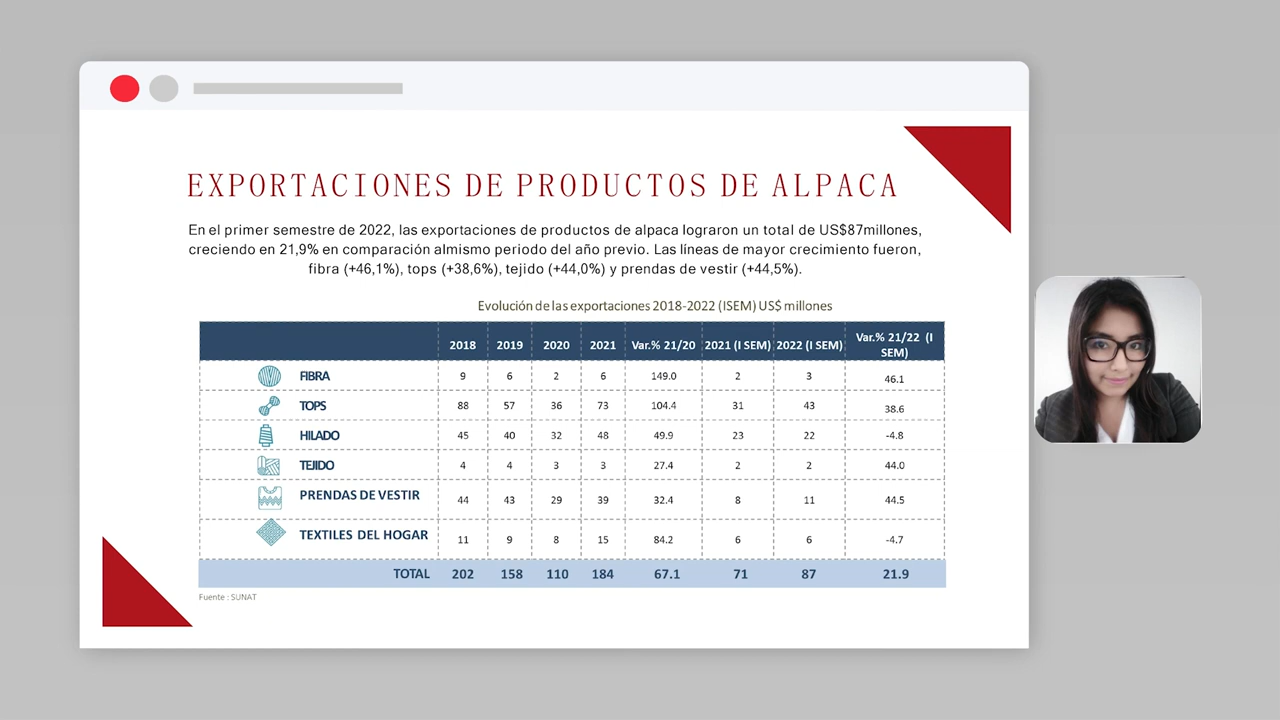 EXPORTACIONES DE PRODUCTOS DE ALPACA
En el primer semestre de 2022, las exportaciones de productos de alpaca lograron un total de US$87millones,
creciendo en 21,9% en comparación almismo periodo del año previo. Las líneas de mayor crecimiento fueron,
fibra (+46,1%), tops (+38,6%), tejido (+44,0%) y prendas de vestir (+44,5%).
Evolución de las exportaciones 2018-2022 (ISEM) US$ millones
2018 2019 2020 2021 Var.% 21/20 2021 (I SEM) 2022 (I SEM) Var.% 21/22 (I
SEM)
FIBRA 9 6 2 6 149.0 2 3 46.1
TOPS 88 57 36 73 104.4 31 43 38.6
HILADO 45 40 32 48 49.9 23 22 -4.8
TEJIDO 4 4 3 3 27.4 2 2 44.0
PRENDAS DE VESTIR 44 43 29 39 32.4 8 11 44.5
TEXTILES DEL HOGAR 11 9 8 15 84.2 6 6 -4.7
TOTAL 202 158 110 184 67.1 71 87 21.9
Fuente : SUNAT